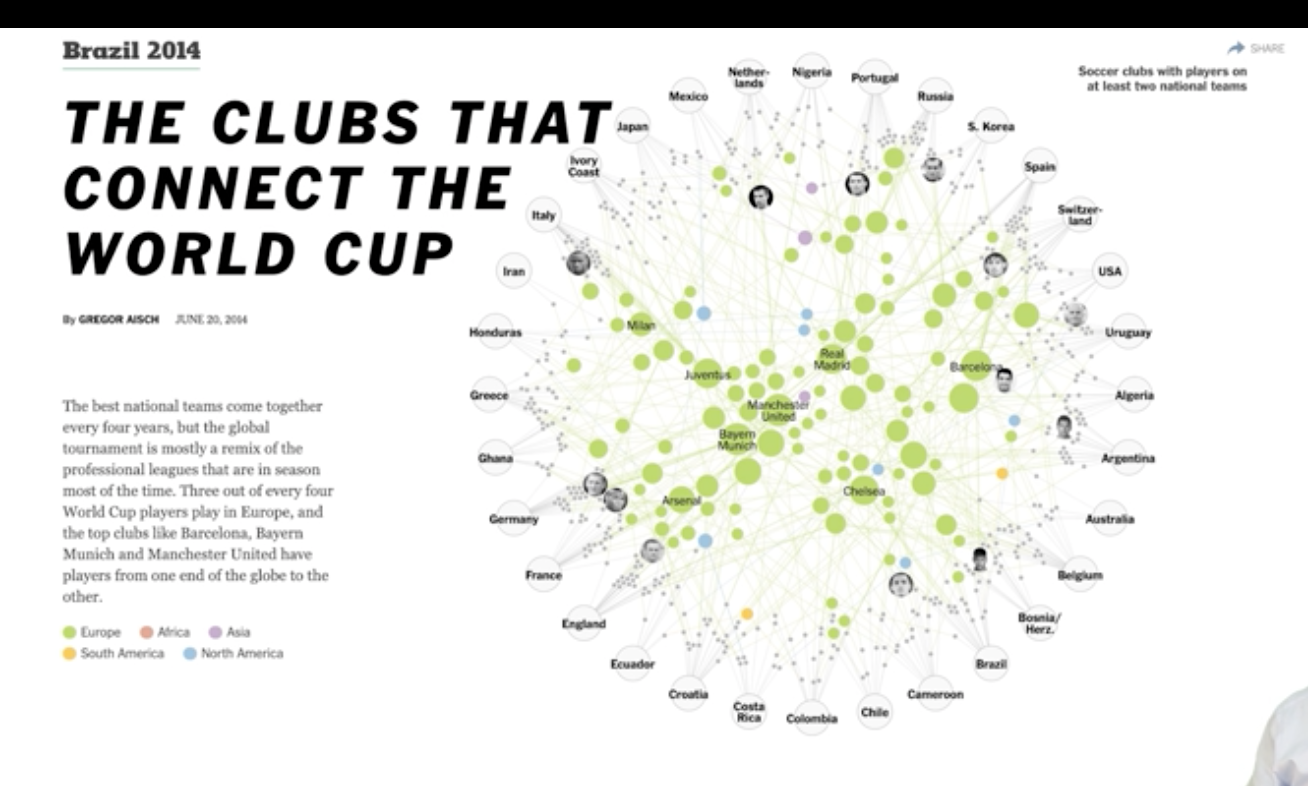 Brazil 2014
SHARE
Soccer clubs with players on
at least two national teams
THE CLUBS THAT
CONNECT THE
WORLD CUP
By GREGOR AISCH JUNE 20, 2014
The best national teams come together
every four years, but the global
tournament is mostly a remix of the
professional leagues that are in season
most of the time. Three out of every four
World Cup players play in Europe, and
the top clubs like Barcelona, Bayern
Munich and Manchester United have
players from one end of the globe to the
other.
Europe Africa Asia
South America North America
Nigeria
Portugal
Russia
S. Korea
Spain
Switzer-
land
USA
Uruguay
Algeria
Argentina
Australia
Belgium
Bosnia/
Herz.
Brazil
Cameroon
Chile
Colombia
Costa
Rica
Croatia
Ecuador
England
France
Germany
Ghana
Greece
Honduras
Iran
Italy
Ivory
Coast
Japan
Mexico
Nether-
lands
Milan
Juventus
Real
Madrid
Barcelona
Manchester
United
Bayern
Munich
Arsenal
Chelsea